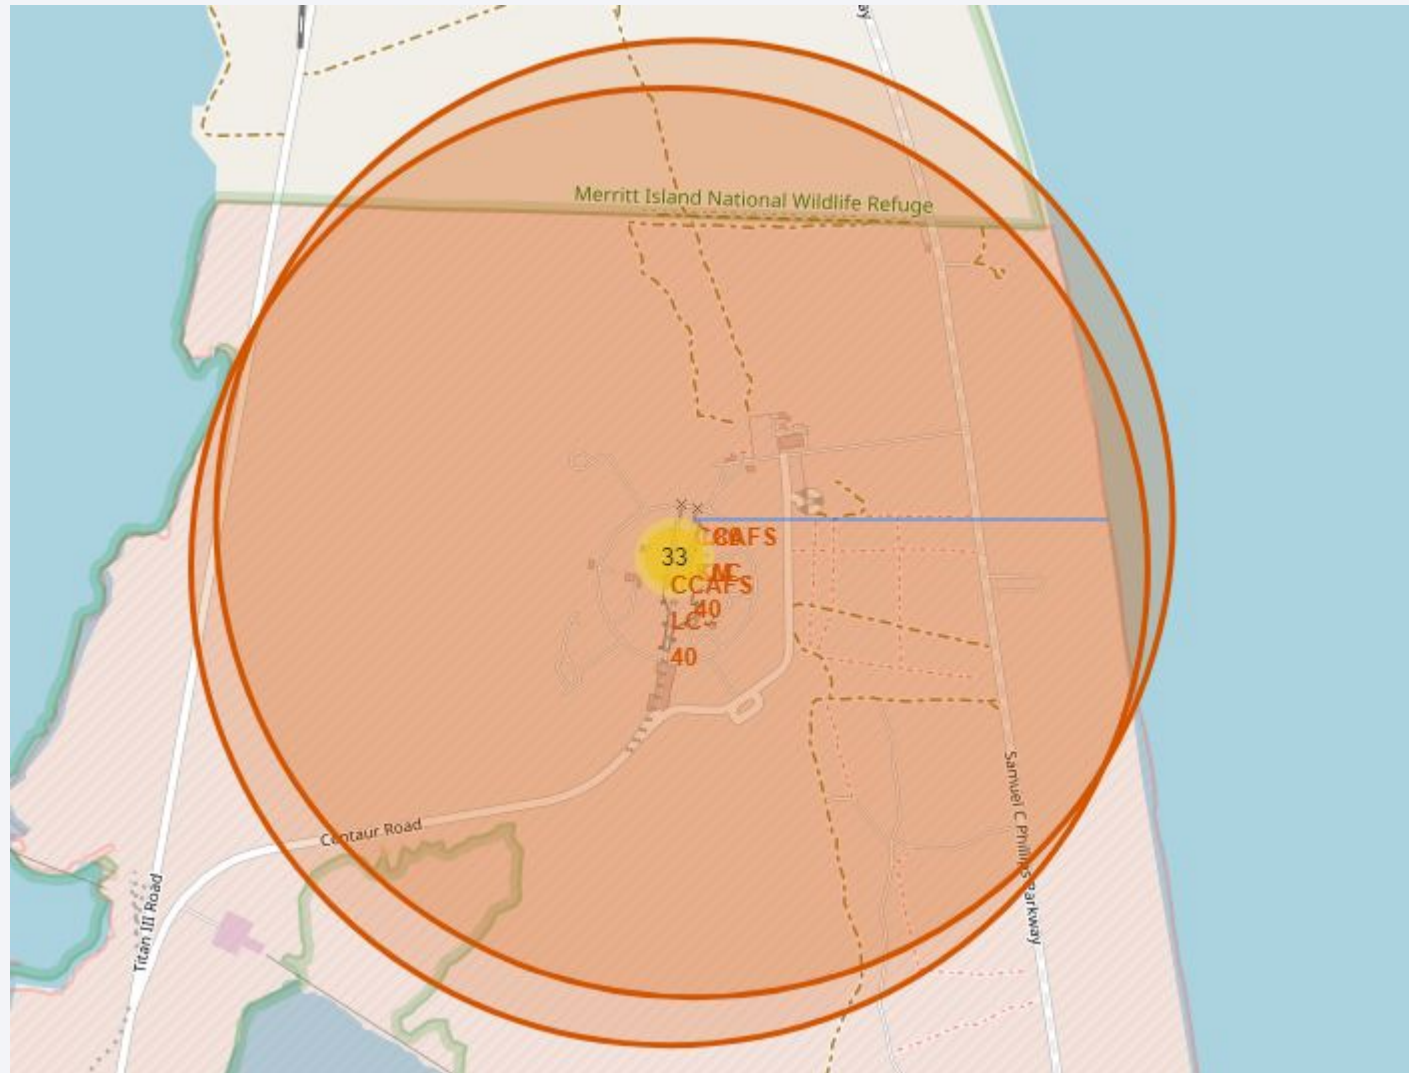 ay
Merritt Island National Wildlife Refuge
33
CCAFS
CCAFS
40
LC-
40
Centaur Road
Samuel C Phillips Parkway
Titan III Road